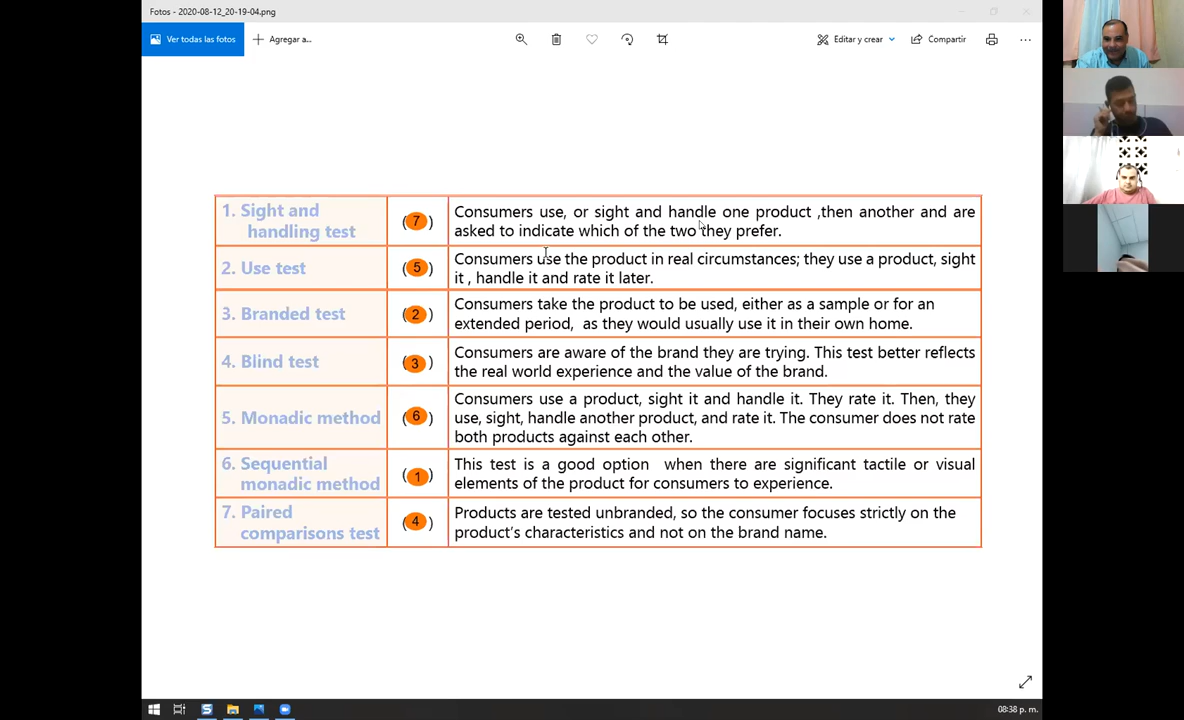 Fotos - 2020-08-12_20-19-04.png
Ver todas las fotos
Agregar a...
Editar y crear
Compartir
1. Sight and
handling test
(7)
Consumers use, or sight and handle one product ,then another and are
asked to indicate which of the two they prefer.
2. Use test
(5)
Consumers use the product in real circumstances; they use a product, sight
it , handle it and rate it later.
3. Branded test
(2)
Consumers take the product to be used, either as a sample or for an
extended period, as they would usually use it in their own home.
4. Blind test
(3)
Consumers are aware of the brand they are trying. This test better reflects
the real world experience and the value of the brand.
5. Monadic method
(6)
Consumers use a product, sight it and handle it. They rate it. Then, they
use, sight, handle another product, and rate it. The consumer does not rate
both products against each other.
6. Sequential
monadic method
(1)
This test is a good option when there are significant tactile or visual
elements of the product for consumers to experience.
7. Paired
comparisons test
(4)
Products are tested unbranded, so the consumer focuses strictly on the
product's characteristics and not on the brand name.
08:38 p. m.